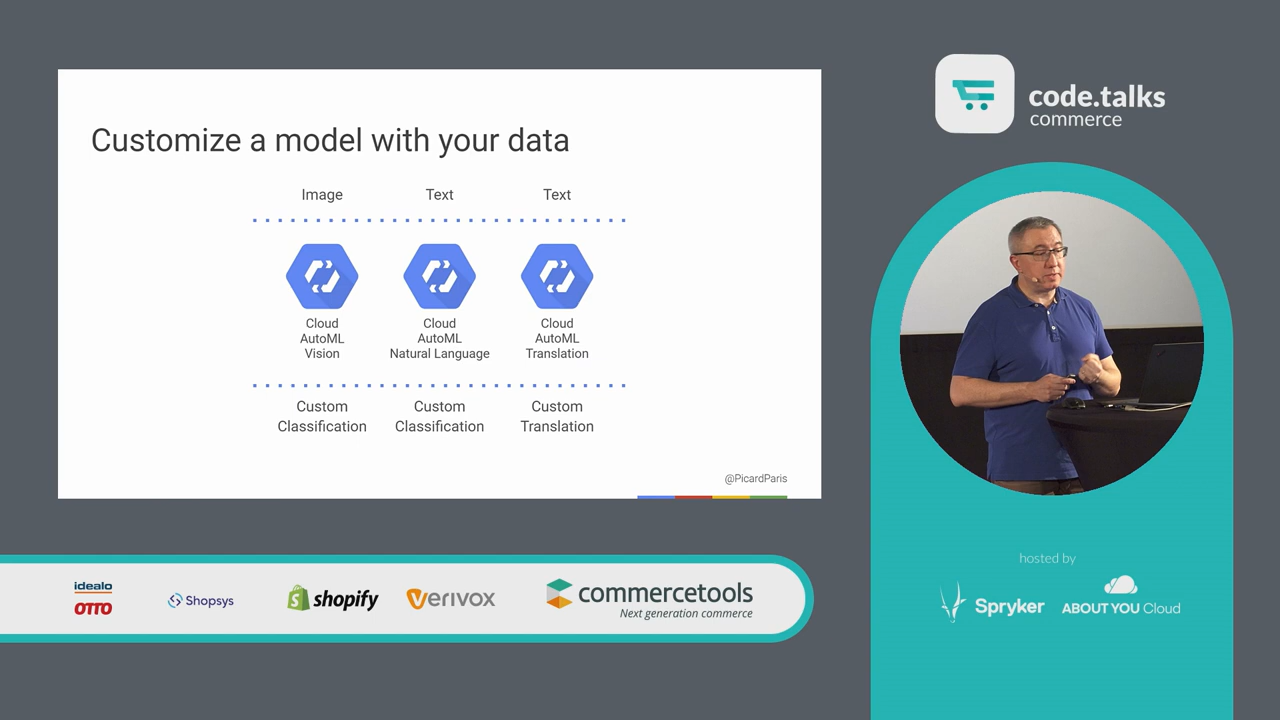 Customize a model with your data
Image
Text
Text
Cloud
AutoML
Vision
Cloud
AutoML
Natural Language
Cloud
AutoML
Translation
Custom
Classification
Custom
Classification
Custom
Translation
@PicardParis
code.talks
commerce
hosted by
Spryker
ABOUT YOU Cloud
idealo
OTTO
Shopsys
shopify
verivox
commercetools
Next generation commerce